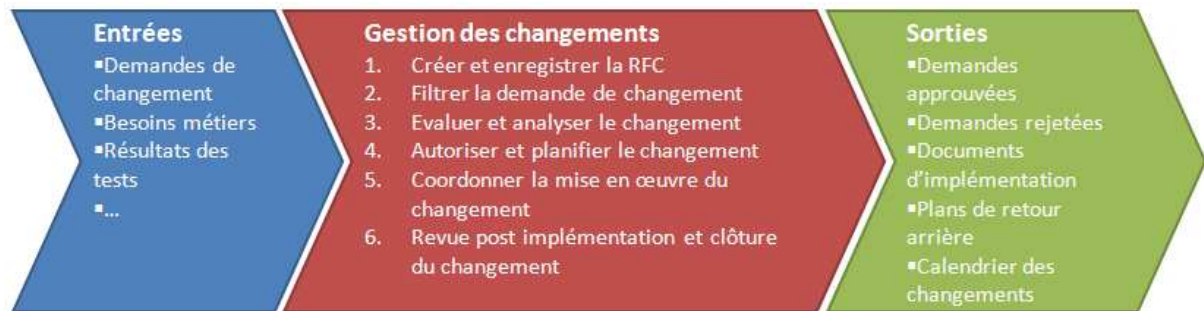 Entrées
▪Demandes de
changement
▪Besoins métiers
▪Résultats des
tests
▪...
Gestion des changements
1. Créer et enregistrer la RFC
2. Filtrer la demande de changement
3. Evaluer et analyser le changement
4. Autoriser et planifier le changement
5. Coordonner la mise en œuvre du
changement
6. Revue post implémentation et clôture
du changement
Sorties
▪Demandes
approuvées
▪Demandes rejetées
▪Documents
d'implémentation
▪Plans de retour
arrière
▪Calendrier des
changements